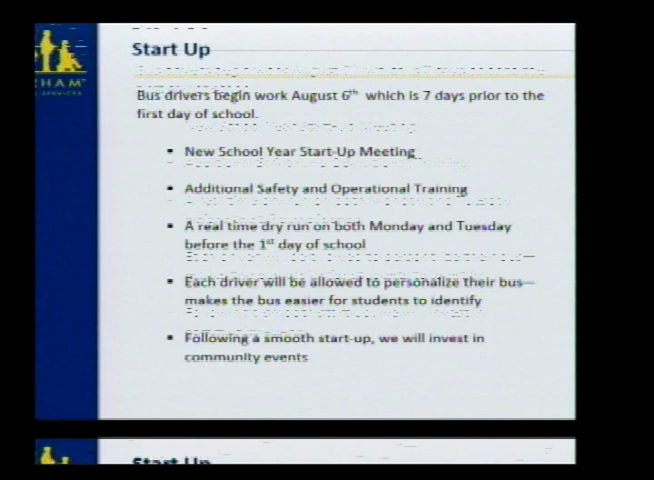 HAM
SERVICES
Start Up
Bus drivers begin work August 6th which is 7 days prior to the
first day of school.
▪ New School Year Start-Up Meeting
▪ Additional Safety and Operational Training
▪ A real time dry run on both Monday and Tuesday
before the 1st day of school
▪ Each driver will be allowed to personalize their bus—
makes the bus easier for students to identify
▪ Following a smooth start-up, we will invest in
community events
Start Up